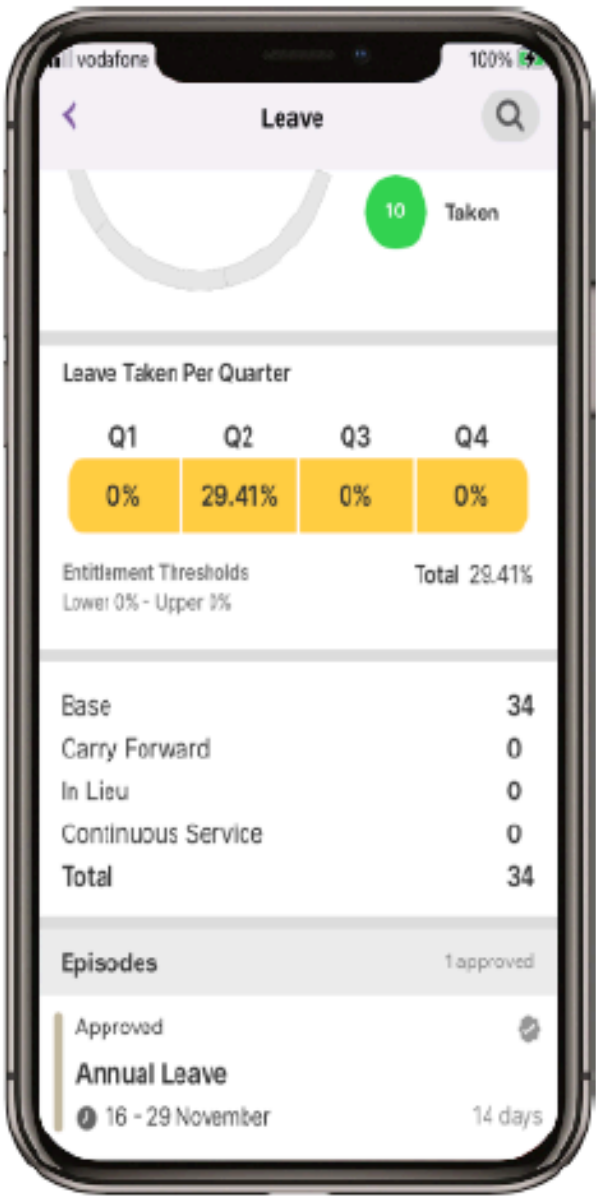 vodafone 100%
Leave
10 Taken
Leave Taken Per Quarter
Q1 Q2 Q3 Q4
0% 29.41% 0% 0%
Entitlement Thresholds Total 29.41%
Lower 0% - Upper 0%
Base 34
Carry Forward 0
In Lieu 0
Continuous Service 0
Total 34
Episodes 1 approved
Approved
Annual Leave
16 - 29 November 14 days